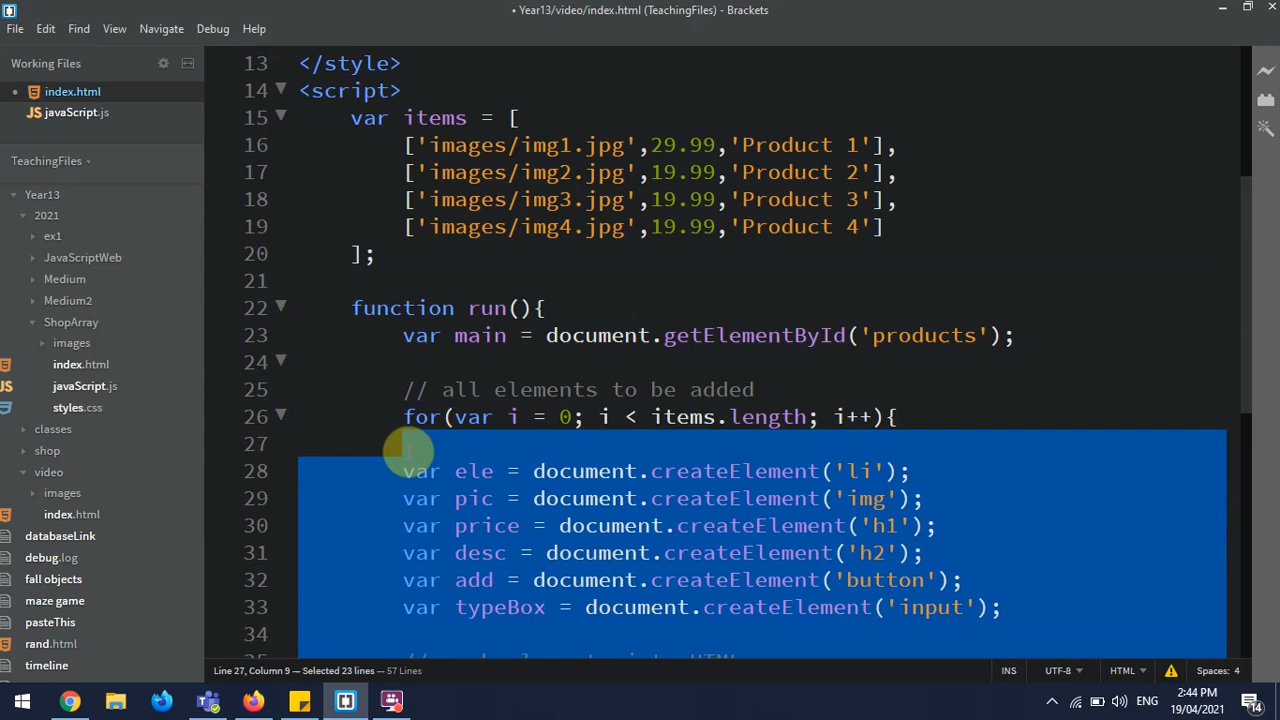 • Year13/video/index.html (TeachingFiles) - Brackets
File Edit Find View Navigate Debug Help
Working Files
• index.html
JS javaScript.js
TeachingFiles
Year13
2021
ex1
JavaScriptWeb
Medium
Medium2
ShopArray
images
index.html
JS javaScript.js
styles.css
classes
shop
video
images
index.html
databaseLink
debug.log
fall objects
maze game
pasteThis
rand.html
timeline
13 </style>
14 <script>
15 var items = [
16 ['images/img1.jpg',29.99,'Product 1'],
17 ['images/img2.jpg',19.99,'Product 2'],
18 ['images/img3.jpg',19.99,'Product 3'],
19 ['images/img4.jpg',19.99,'Product 4']
20 ];
21
22 function run(){
23 var main = document.getElementById('products');
24
25 // all elements to be added
26 for(var i = 0; i < items.length; i++){
27
28 var ele = document.createElement('li');
29 var pic = document.createElement('img');
30 var price = document.createElement('h1');
31 var desc = document.createElement('h2');
32 var add = document.createElement('button');
33 var typeBox = document.createElement('input');
34
Line 27, Column 9 — Selected 23 lines — 57 Lines
INS UTF-8 HTML Spaces: 4
ENG
2:44 PM
19/04/2021
14